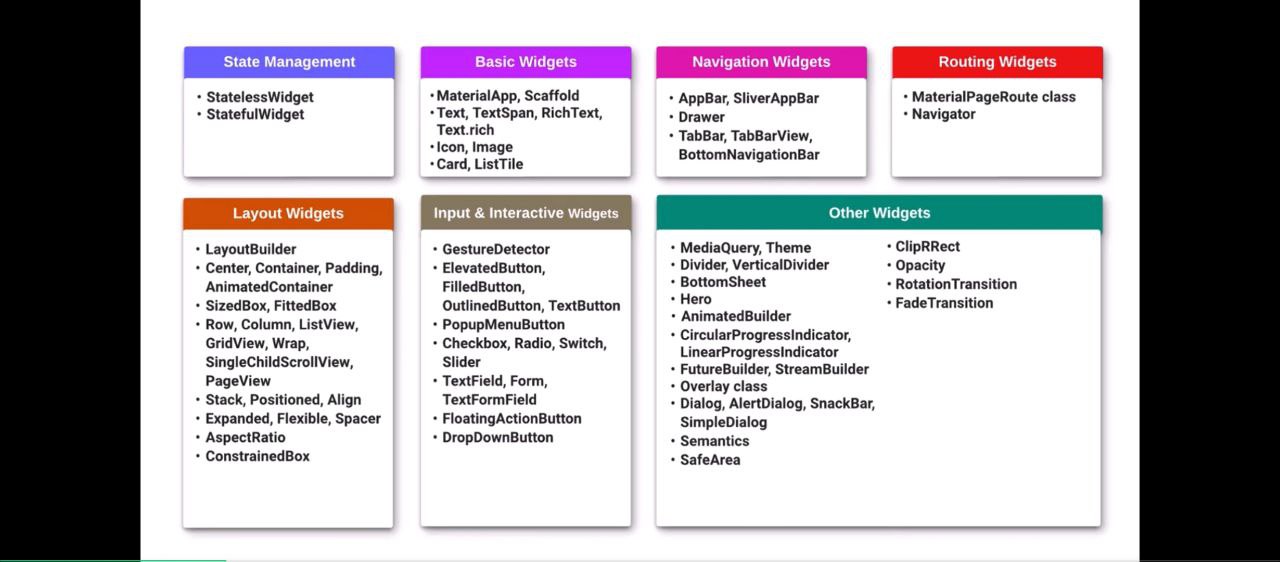 State Management
• StatelessWidget
• StatefulWidget
Basic Widgets
• MaterialApp, Scaffold
• Text, TextSpan, RichText,
Text.rich
• Icon, Image
• Card, ListTile
Navigation Widgets
• AppBar, SliverAppBar
• Drawer
• TabBar, TabBarView,
BottomNavigationBar
Routing Widgets
• MaterialPageRoute class
• Navigator
Layout Widgets
• LayoutBuilder
• Center, Container, Padding,
AnimatedContainer
• SizedBox, FittedBox
• Row, Column, ListView,
GridView, Wrap,
SingleChildScrollView,
PageView
• Stack, Positioned, Align
• Expanded, Flexible, Spacer
• AspectRatio
• ConstrainedBox
Input & Interactive Widgets
• GestureDetector
• ElevatedButton,
FilledButton,
OutlinedButton, TextButton
• PopupMenuButton
• Checkbox, Radio, Switch,
Slider
• TextField, Form,
TextFormField
• FloatingActionButton
• DropDownButton
Other Widgets
• MediaQuery, Theme
• Divider, VerticalDivider
• BottomSheet
• Hero
• AnimatedBuilder
• CircularProgressIndicator,
LinearProgressIndicator
• FutureBuilder, StreamBuilder
• Overlay class
• Dialog, AlertDialog, SnackBar,
SimpleDialog
• Semantics
• SafeArea
• ClipRRect
• Opacity
• RotationTransition
• FadeTransition